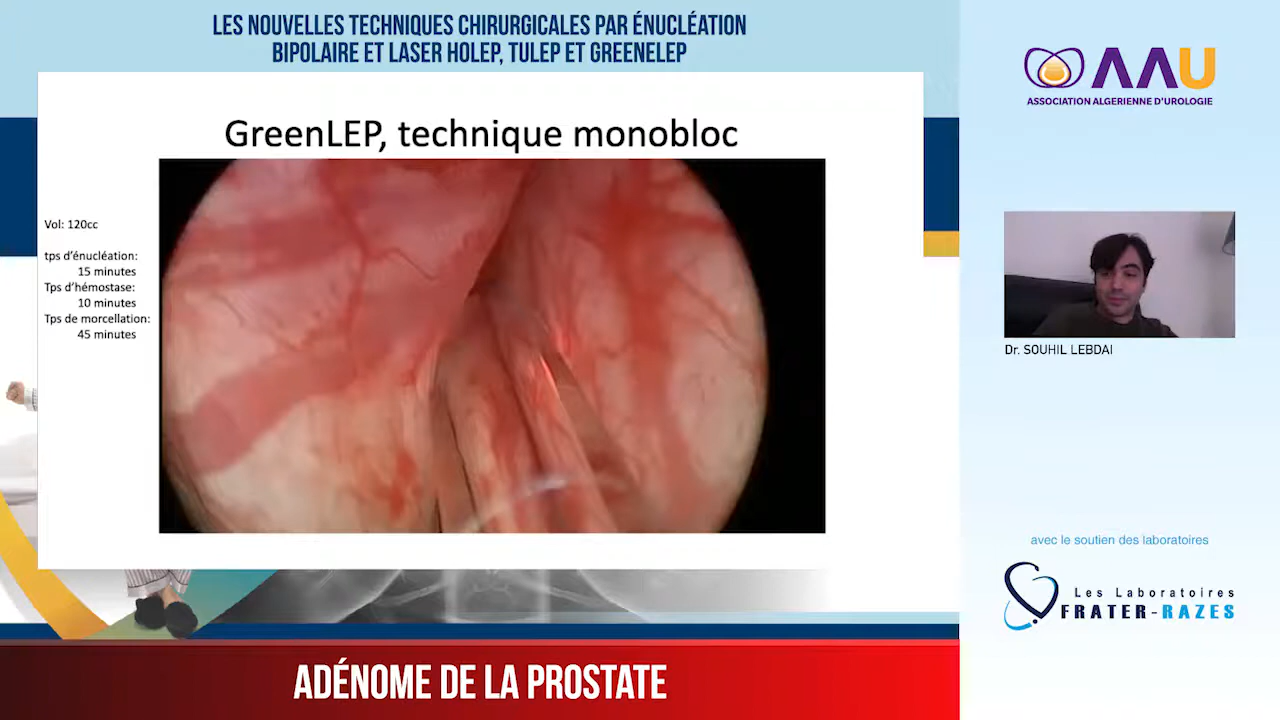 LES NOUVELLES TECHNIQUES CHIRURGICALES PAR ÉNUCLÉATION
BIPOLAIRE ET LASER HOLEP, TULEP ET GREENELEP
GreenLEP, technique monobloc
Vol: 120cc
tps d'énucléation:
15 minutes
Tps d'hémostase:
10 minutes
Tps de morcellation:
45 minutes
ADÉNOME DE LA PROSTATE
AAU
ASSOCIATION ALGERIENNE D'UROLOGIE
Dr. SOUHIL LEBDAI
avec le soutien des laboratoires
Les Laboratoires
FRATER-RAZES